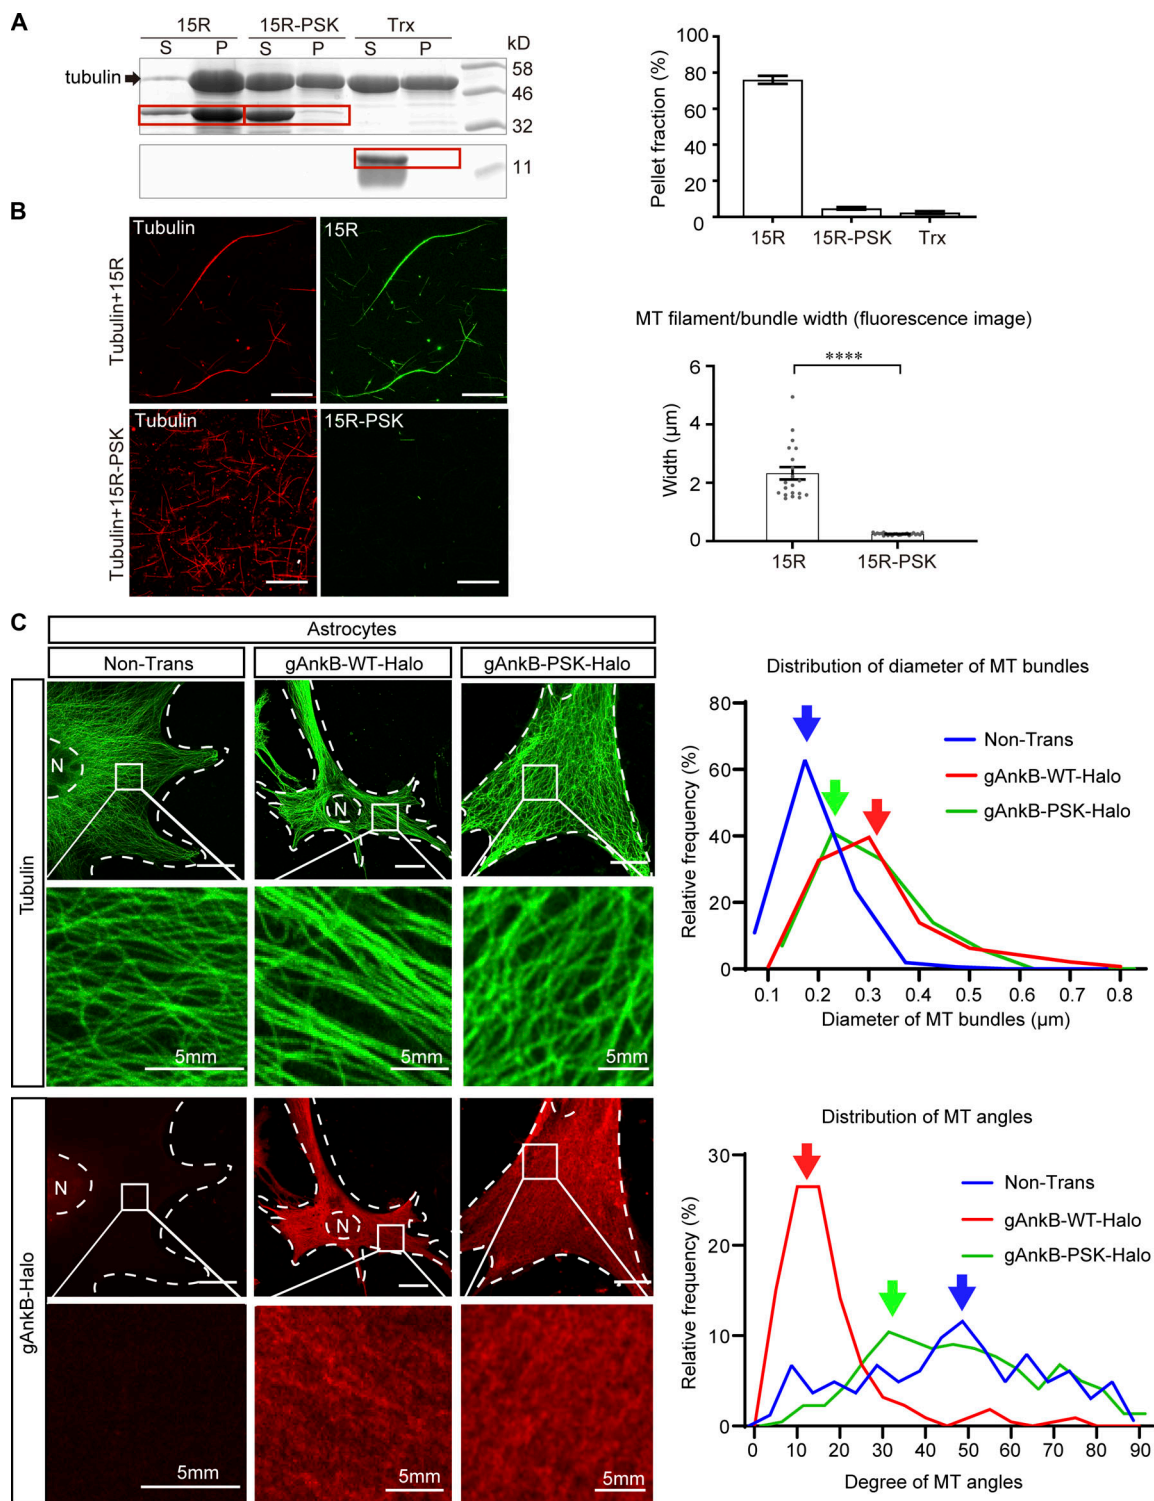 A
15R 15R-PSK Trx
S P S P S P kD
tubulin
58
46
32
11
Pellet fraction (%)
100
80
60
40
20
0
15R 15R-PSK Trx
B
Tubulin+15R
Tubulin 15R
Tubulin+15R-PSK
Tubulin 15R-PSK
MT filament/bundle width (fluorescence image)
****
Width (µm)
6
4
2
0
15R 15R-PSK
C
Astrocytes
Non-Trans gAnkB-WT-Halo gAnkB-PSK-Halo
Tubulin
N N
5mm 5mm 5mm
gAnkB-Halo
N N
5mm 5mm
Distribution of diameter of MT bundles
Relative frequency (%)
80
60
40
20
0
Non-Trans
gAnkB-WT-Halo
gAnkB-PSK-Halo
0.1 0.2 0.3 0.4 0.5 0.6 0.7 0.8
Diameter of MT bundles (µm)
Distribution of MT angles
Relative frequency (%)
30
20
10
0
Non-Trans
gAnkB-WT-Halo
gAnkB-PSK-Halo
0 10 20 30 40 50 60 70 80 90
Degree of MT angles